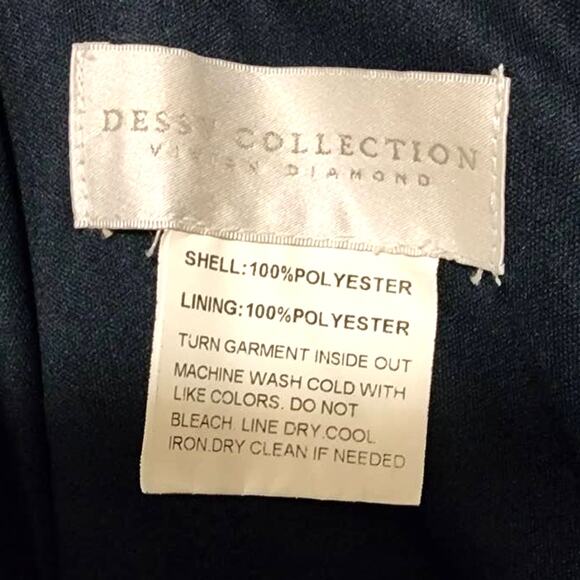 DESSY COLLECTION
VIVIAN DIAMOND
SHELL:100%POLYESTER
LINING:100%POLYESTER
TURN GARMENT INSIDE OUT
MACHINE WASH COLD WITH
LIKE COLORS. DO NOT
BLEACH. LINE DRY.COOL
IRON.DRY CLEAN IF NEEDED